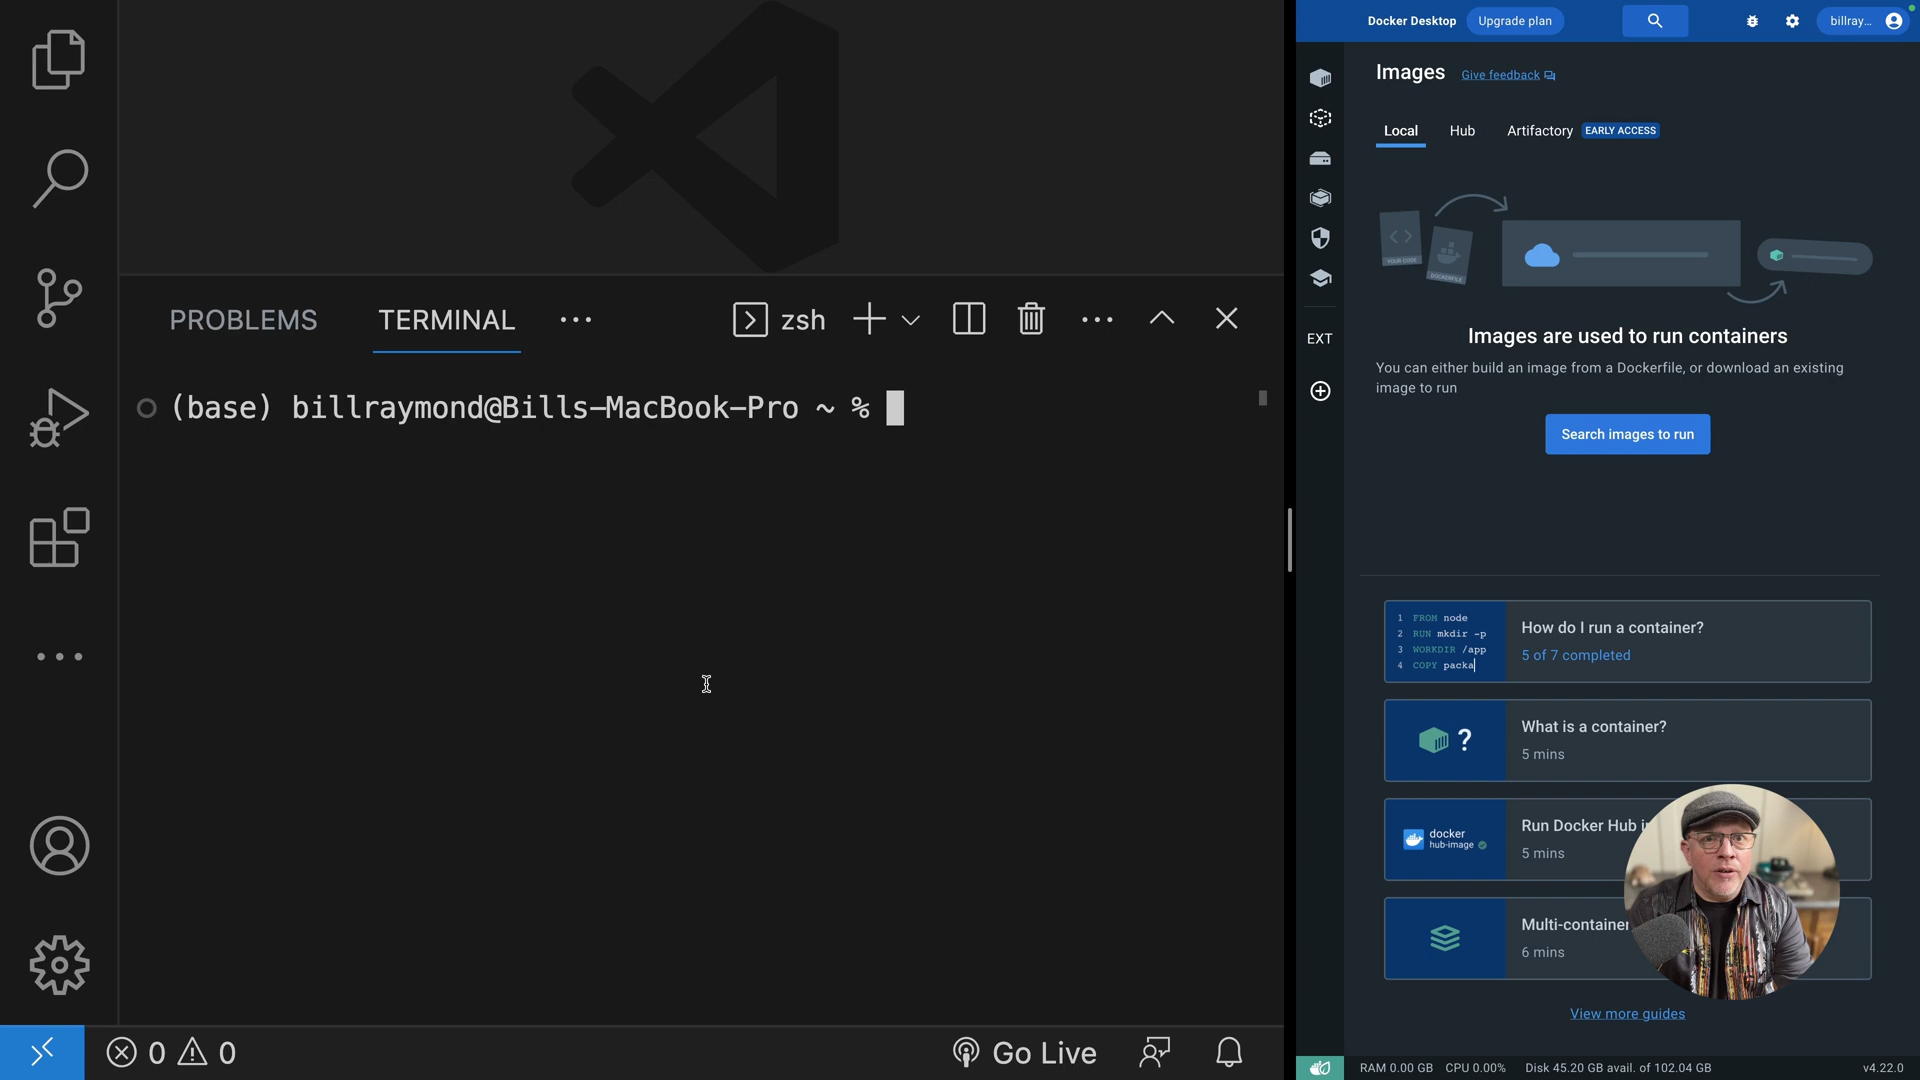 PROBLEMS
TERMINAL
zsh
(base) billraymond@Bills-MacBook-Pro ~ %
0
0
Go Live
Docker Desktop
Upgrade plan
billray...
Images
Give feedback
Local
Hub
Artifactory
EARLY ACCESS
YOUR CODE
DOCKERFILE
Images are used to run containers
You can either build an image from a Dockerfile, or download an existing
image to run
Search images to run
EXT
1 FROM node
2 RUN mkdir -p
3 WORKDIR /app
4 COPY packa
How do I run a container?
5 of 7 completed
?
What is a container?
5 mins
docker
hub-image
Run Docker Hub
5 mins
Multi-container
6 mins
View more guides
RAM 0.00 GB CPU 0.00% Disk 45.20 GB avail. of 102.04 GB
v4.22.0